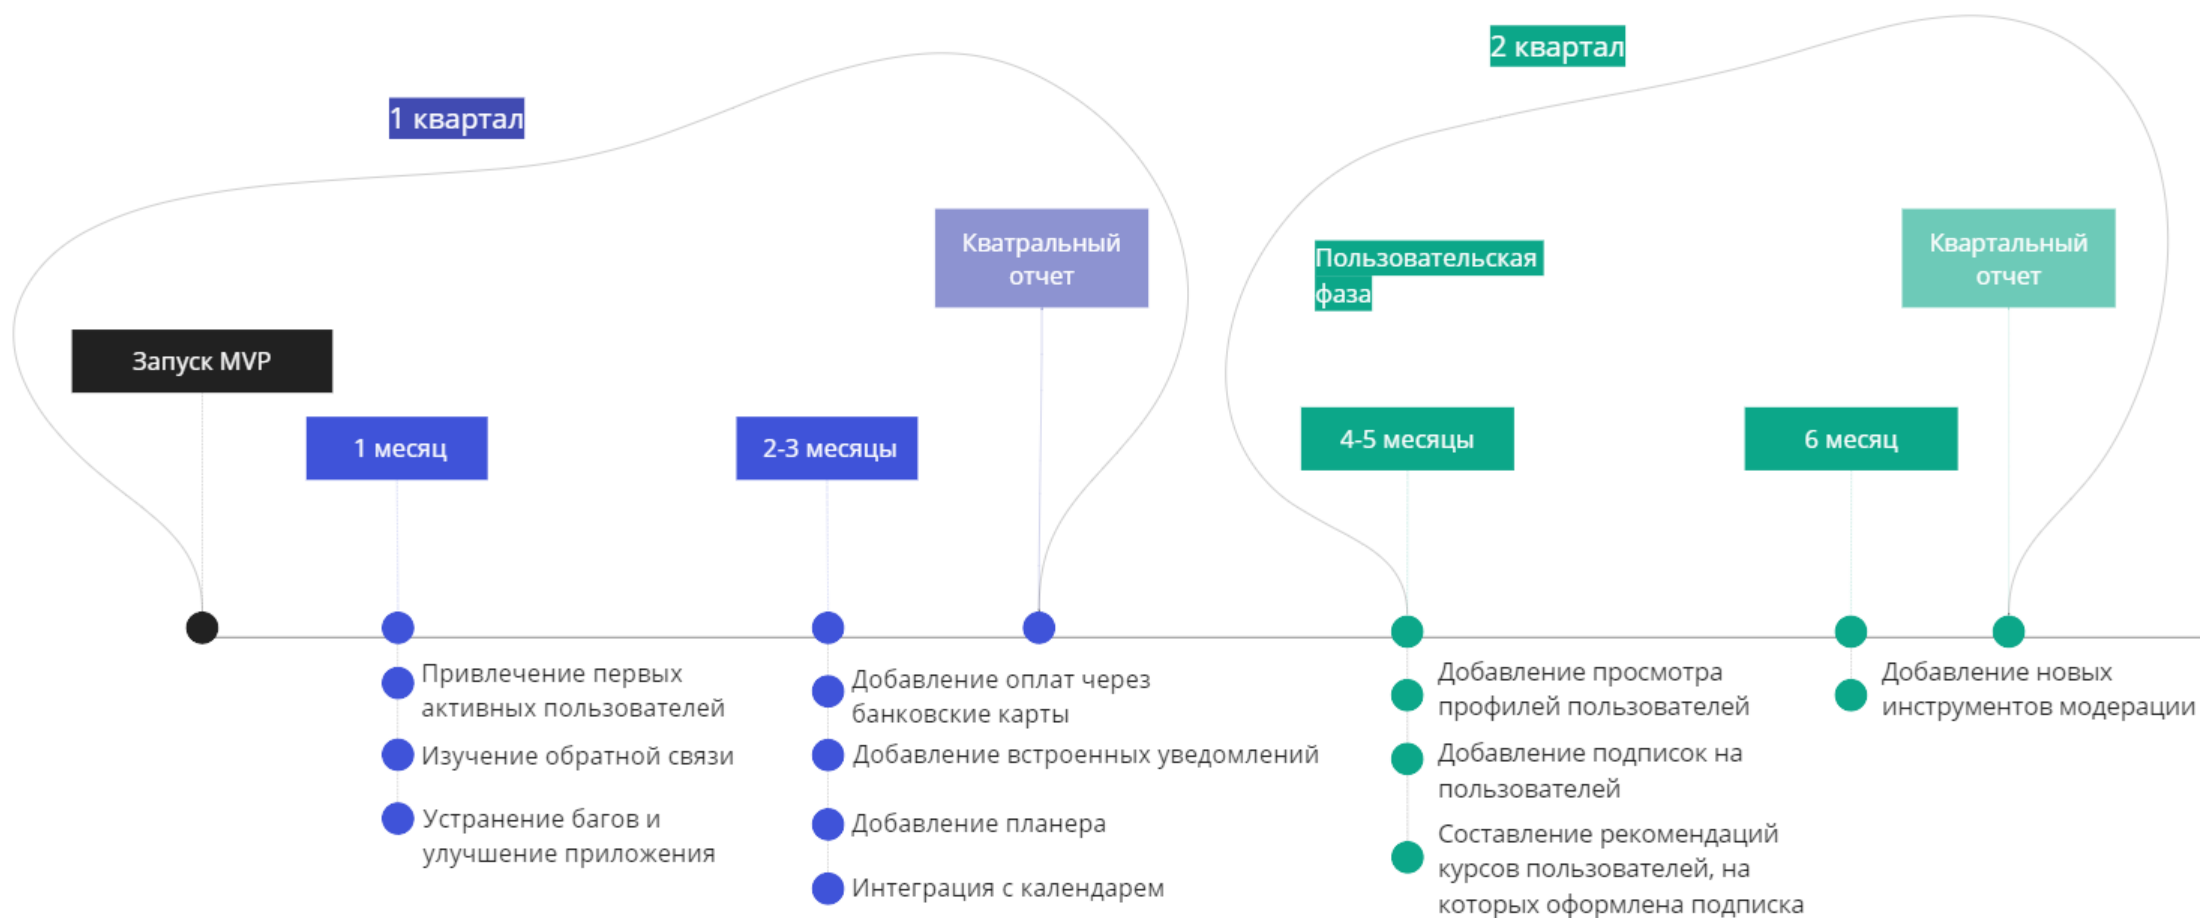 1 квартал
Запуск MVP
1 месяц
Привлечение первых
активных пользователей
Изучение обратной связи
Устранение багов и
улучшение приложения
2-3 месяцы
Добавление оплат через
банковские карты
Добавление встроенных уведомлений
Добавление планера
Интеграция с календарем
Кватральный
отчет
2 квартал
Пользовательская
фаза
4-5 месяцы
Добавление просмотра
профилей пользователей
Добавление подписок на
пользователей
Составление рекомендаций
курсов пользователей, на
которых оформлена подписка
6 месяц
Добавление новых
инструментов модерации
Квартальный
отчет